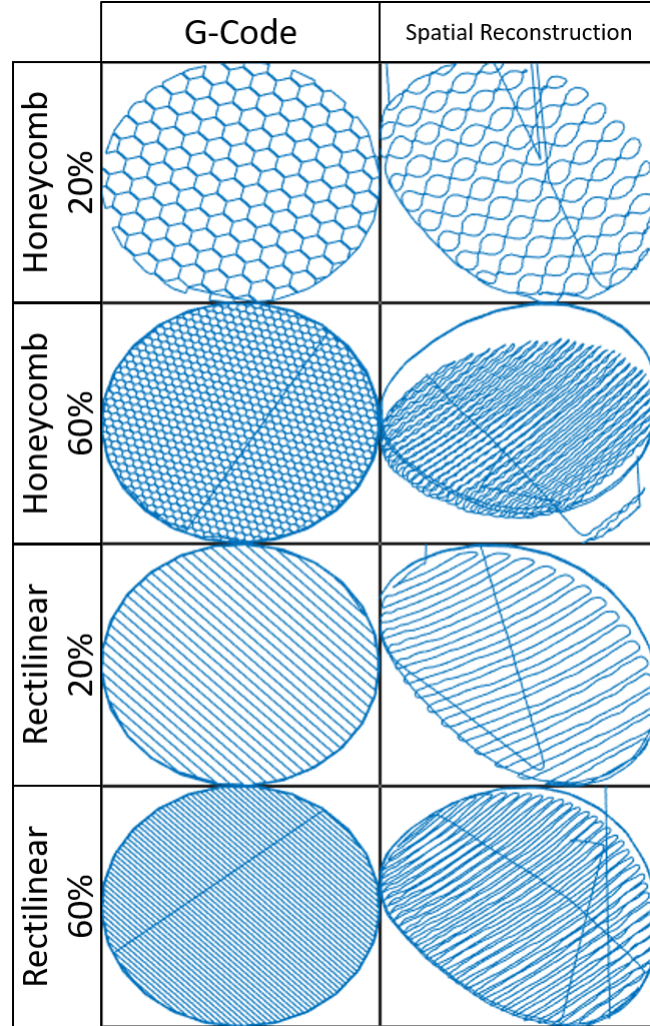 G-Code
Spatial Reconstruction
Honeycomb
20%
Honeycomb
60%
Rectilinear
20%
Rectilinear
60%